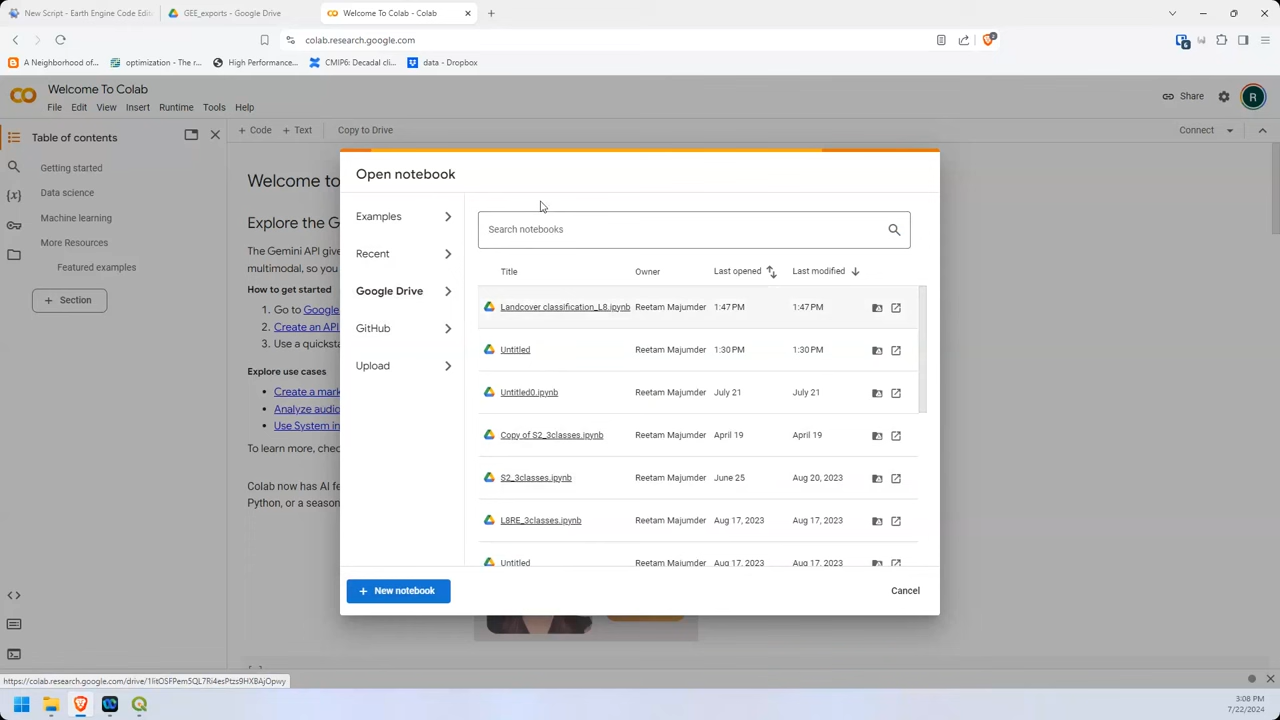 New Script - Earth Engine Code Edit
GEE_exports - Google Drive
Welcome To Colab - Colab
colab.research.google.com
A Neighborhood of...
optimization - The r...
High Performance...
CMIP6: Decadal cli...
data - Dropbox
Welcome To Colab
File Edit View Insert Runtime Tools Help
Share
R
Table of contents
+ Code + Text
Copy to Drive
Connect
Getting started
Data science
Machine learning
More Resources
Featured examples
+ Section
Welcome to
Explore the G
The Gemini API give
multimodal, so you
How to get started
1. Go to Google
2. Create an API
3. Use a quicksta
Explore use cases
Create a mark
Analyze audio
Use System in
To learn more, chec
Colab now has AI fe
Python, or a season
Open notebook
Examples
Recent
Google Drive
GitHub
Upload
Search notebooks
Title Owner Last opened Last modified
Landcover classification_L8.ipynb Reetam Majumder 1:47 PM 1:47 PM
Untitled Reetam Majumder 1:30 PM 1:30 PM
Untitled0.ipynb Reetam Majumder July 21 July 21
Copy of S2_3classes.ipynb Reetam Majumder April 19 April 19
S2_3classes.ipynb Reetam Majumder June 25 Aug 20, 2023
L8RE_3classes.ipynb Reetam Majumder Aug 17, 2023 Aug 17, 2023
Untitled Reetam Majumder Aug 17, 2023 Aug 17, 2023
+ New notebook
Cancel
3:08 PM
7/22/2024